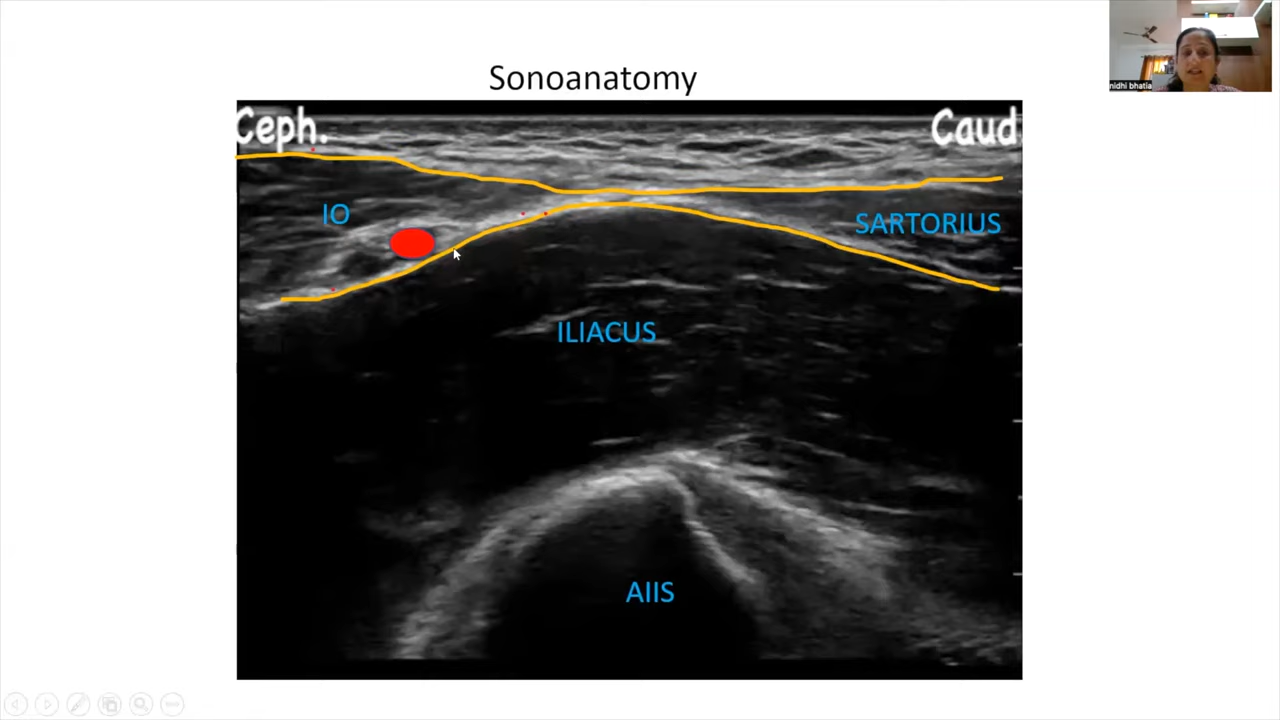 nidhi bhatia
Sonoanatomy
Ceph.
Caud
IO
SARTORIUS
ILIACUS
AIIS